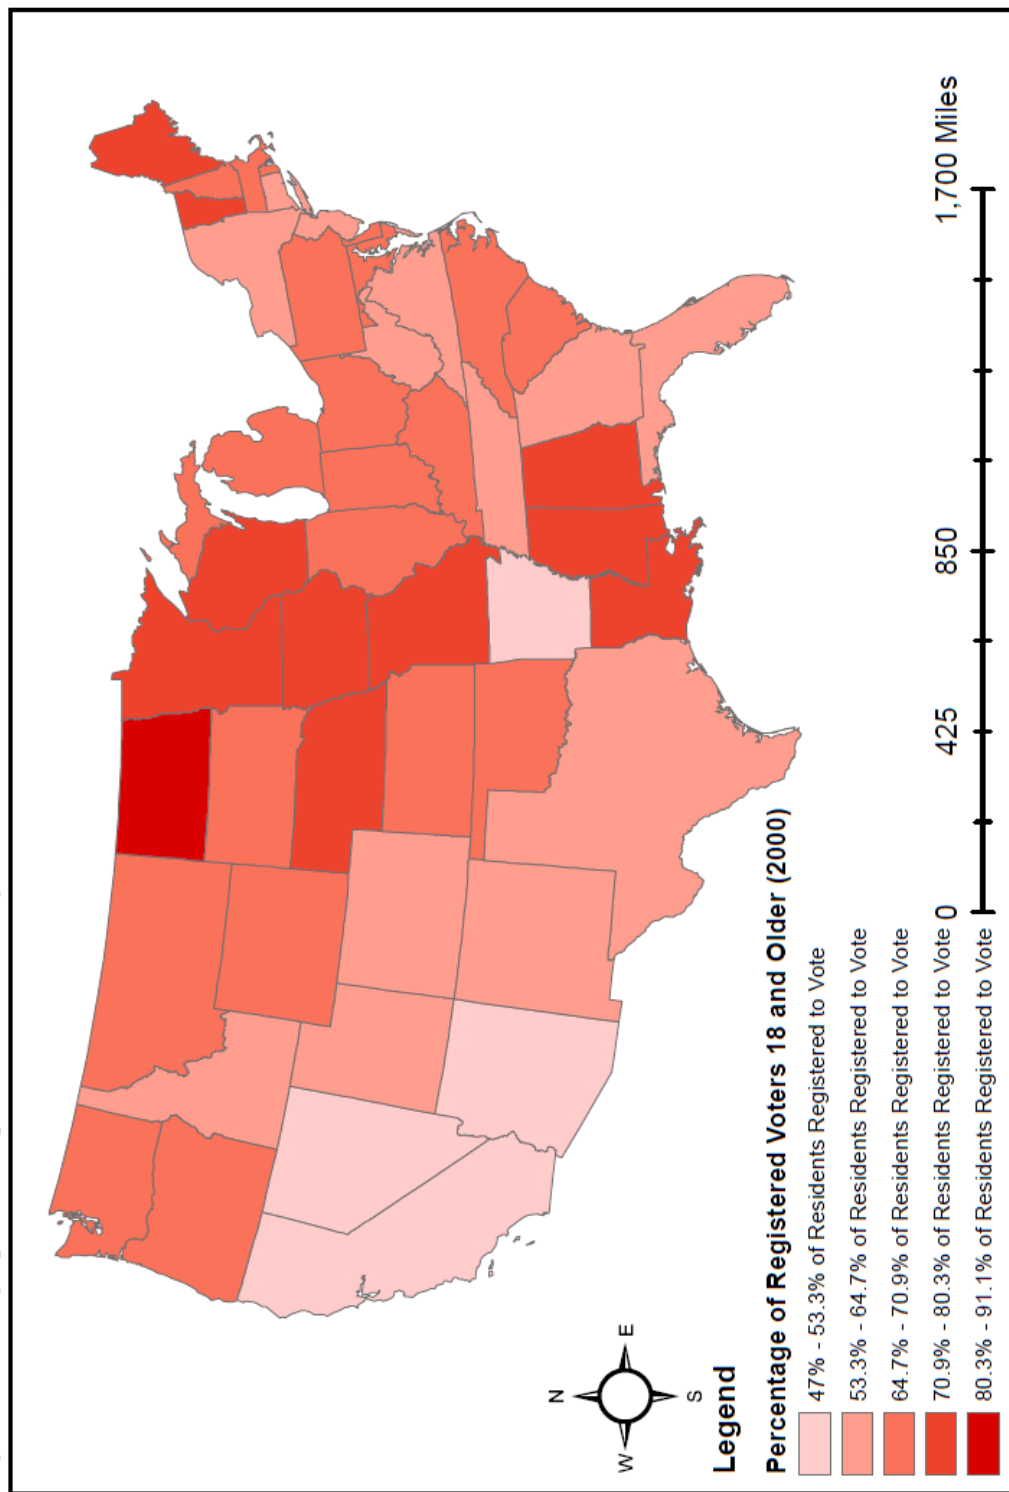 N
W
E
S
Legend
Percentage of Registered Voters 18 and Older (2000)
47% - 53.3% of Residents Registered to Vote
53.3% - 64.7% of Residents Registered to Vote
64.7% - 70.9% of Residents Registered to Vote
70.9% - 80.3% of Residents Registered to Vote
80.3% - 91.1% of Residents Registered to Vote
0 425 850 1,700 Miles